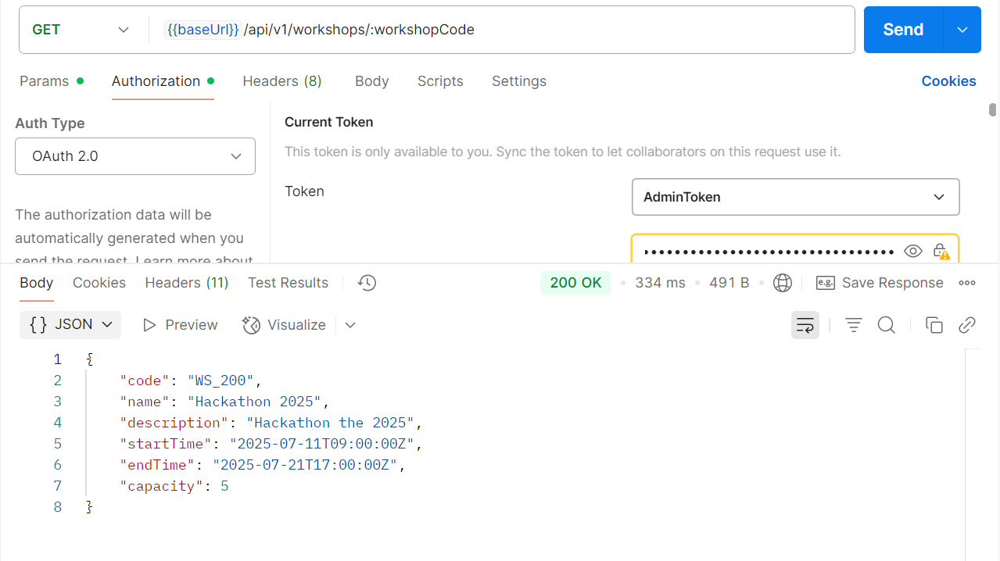 GET {{baseUrl}}/api/v1/workshops/:workshopCode Send
Params Authorization Headers (8) Body Scripts Settings Cookies
Auth Type
OAuth 2.0
The authorization data will be
automatically generated when you
send the request. Learn more about
Current Token
This token is only available to you. Sync the token to let collaborators on this request use it.
Token AdminToken
Body Cookies Headers (11) Test Results 200 OK 334 ms 491 B e.g. Save Response
{} JSON Preview Visualize
1 {
2 "code": "WS_200",
3 "name": "Hackathon 2025",
4 "description": "Hackathon the 2025",
5 "startTime": "2025-07-11T09:00:00Z",
6 "endTime": "2025-07-21T17:00:00Z",
7 "capacity": 5
8 }